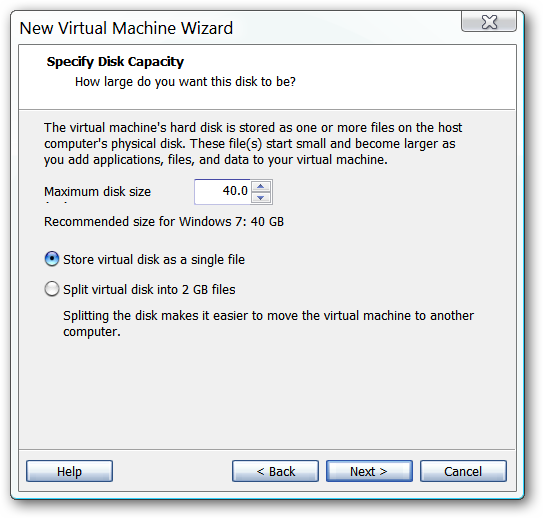 New Virtual Machine Wizard
Specify Disk Capacity
How large do you want this disk to be?
The virtual machine's hard disk is stored as one or more files on the host
computer's physical disk. These file(s) start small and become larger as
you add applications, files, and data to your virtual machine.
Maximum disk size 40.0
Recommended size for Windows 7: 40 GB
Store virtual disk as a single file
Split virtual disk into 2 GB files
Splitting the disk makes it easier to move the virtual machine to another
computer.
Help < Back Next > Cancel